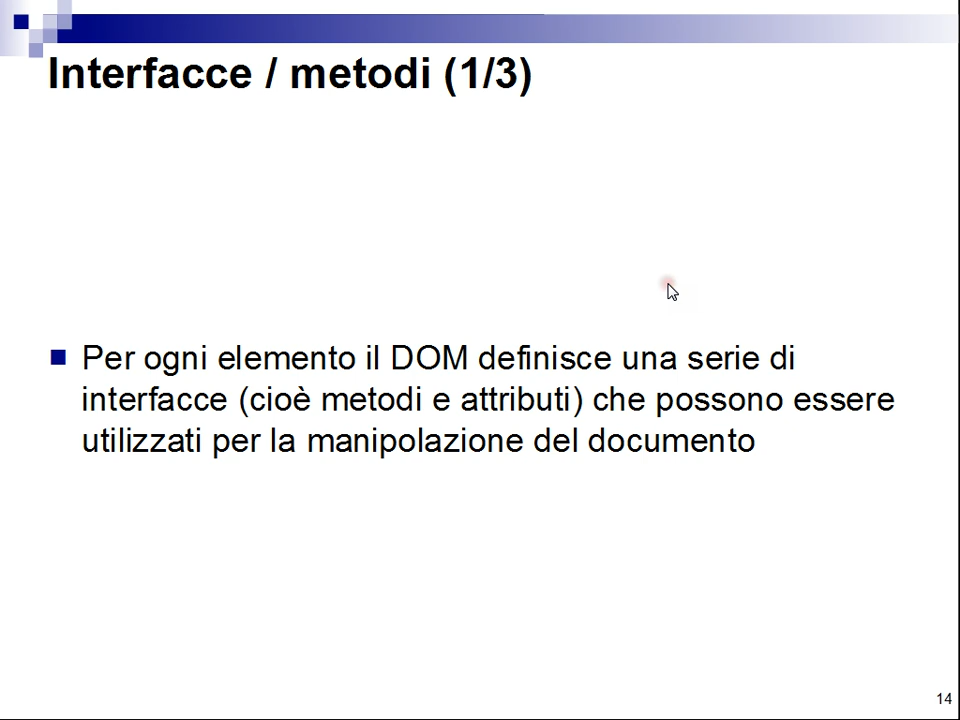 Interfacce / metodi (1/3)
Per ogni elemento il DOM definisce una serie di
interfacce (cioè metodi e attributi) che possono essere
utilizzati per la manipolazione del documento
14